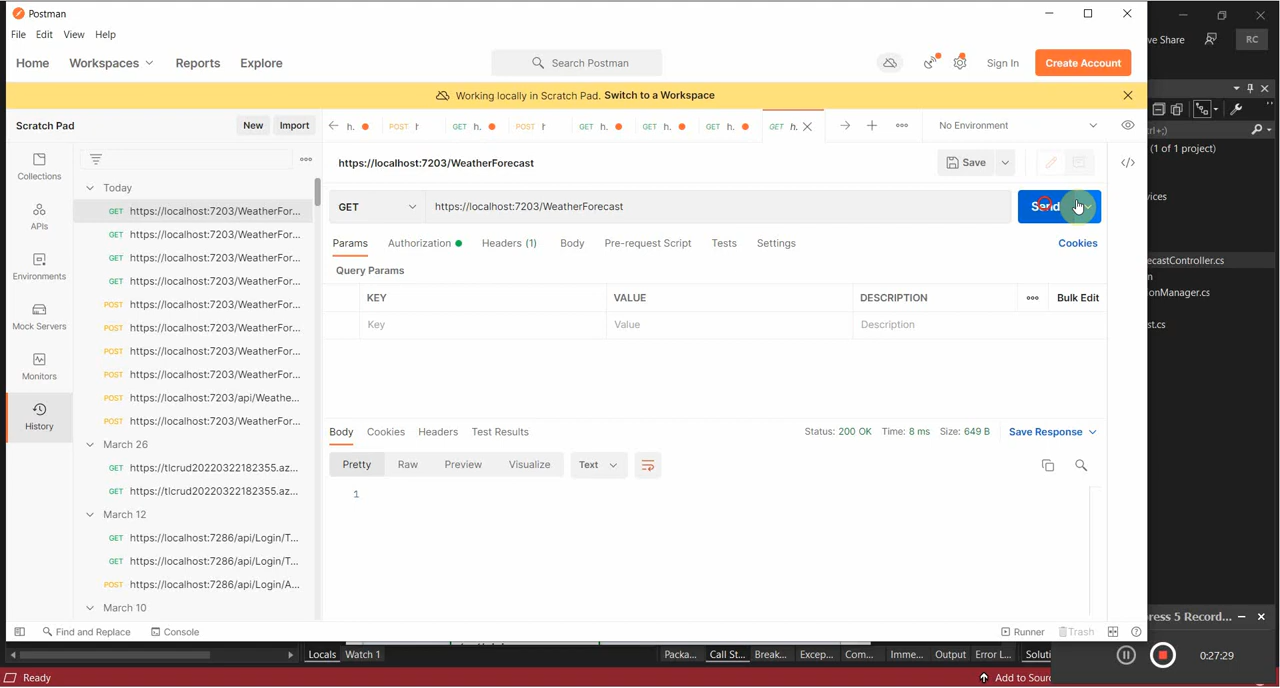 Postman
File Edit View Help
ve Share RC
Home Workspaces Reports Explore Search Postman Sign In Create Account
Working locally in Scratch Pad. Switch to a Workspace
Scratch Pad New Import h. POST h GET h. POST h GET h. GET h. GET h. GET h. No Environment
trl+;)
(1 of 1 project)
Collections
Today
https://localhost:7203/WeatherForecast Save
vices
GET https://localhost:7203/WeatherFor...
GET https://localhost:7203/WeatherForecast Send
APIs
GET https://localhost:7203/WeatherFor...
Params Authorization Headers (1) Body Pre-request Script Tests Settings Cookies
GET https://localhost:7203/WeatherFor...
ecastController.cs
Environments
Query Params
GET https://localhost:7203/WeatherFor...
n
KEY VALUE DESCRIPTION Bulk Edit
onManager.cs
POST https://localhost:7203/WeatherFor...
Mock Servers
Key Value Description
st.cs
POST https://localhost:7203/WeatherFor...
POST https://localhost:7203/WeatherFor...
Monitors
POST https://localhost:7203/WeatherFor...
POST https://localhost:7203/api/Weathe...
History
POST https://localhost:7203/WeatherFor...
Body Cookies Headers Test Results Status: 200 OK Time: 8 ms Size: 649 B Save Response
March 26
Pretty Raw Preview Visualize Text
GET https://tlcrud20220322182355.az...
GET https://tlcrud20220322182355.az...
1
March 12
GET https://localhost:7286/api/Login/T...
GET https://localhost:7286/api/Login/T...
POST https://localhost:7286/api/Login/A...
March 10
ress 5 Record...
Find and Replace Console Runner Trash
Locals Watch 1 Packa... Call St... Break... Excep... Com... Imme... Output Error L... Soluti
0:27:29
Ready Add to Sourc